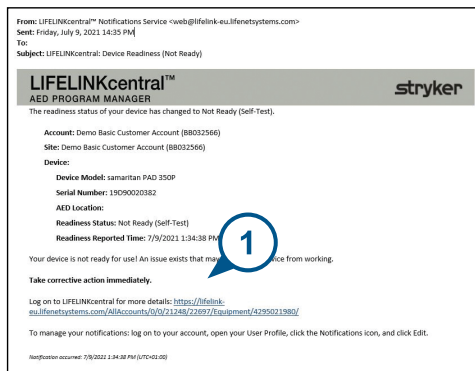 From: LIFELINKcentral™ Notifications Service <web@lifelink-eu.lifenetsystems.com>
Sent: Friday, July 9, 2021 14:35 PM
To:
Subject: LIFELINKcentral: Device Readiness (Not Ready)
LIFELINKcentral™
AED PROGRAM MANAGER
stryker
The readiness status of your device has changed to Not Ready (Self-Test).
Account: Demo Basic Customer Account (BB032566)
Site: Demo Basic Customer Account (BB032566)
Device:
Device Model: samaritan PAD 350P
Serial Number: 19D90020382
AED Location:
Readiness Status: Not Ready (Self-Test)
Readiness Reported Time: 7/9/2021 1:34:38 PM
1
Your device is not ready for use! An issue exists that may vice from working.
Take corrective action immediately.
Log on to LIFELINKcentral for more details: https://lifelink-
eu.lifenetsystems.com/AllAccounts/0/0/21248/22697/Equipment/4295021980/
To manage your notifications: log on to your account, open your User Profile, click the Notifications icon, and click Edit.
Notification occurred: 7/9/2021 1:34:38 PM (UTC+01:00)